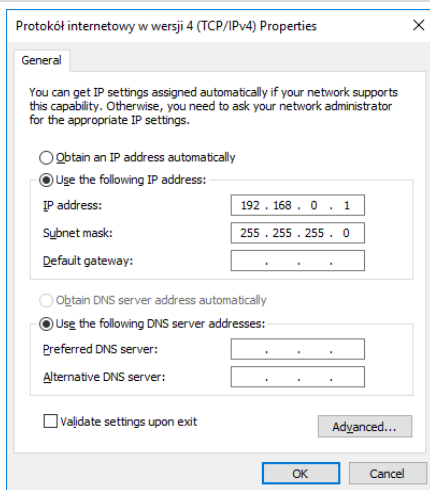 Protokół internetowy w wersji 4 (TCP/IPv4) Properties
General
You can get IP settings assigned automatically if your network supports
this capability. Otherwise, you need to ask your network administrator
for the appropriate IP settings.
Obtain an IP address automatically
Use the following IP address:
IP address: 192 . 168 . 0 . 1
Subnet mask: 255 . 255 . 255 . 0
Default gateway: . . .
Obtain DNS server address automatically
Use the following DNS server addresses:
Preferred DNS server: . . .
Alternative DNS server: . . .
Validate settings upon exit
Advanced...
OK Cancel